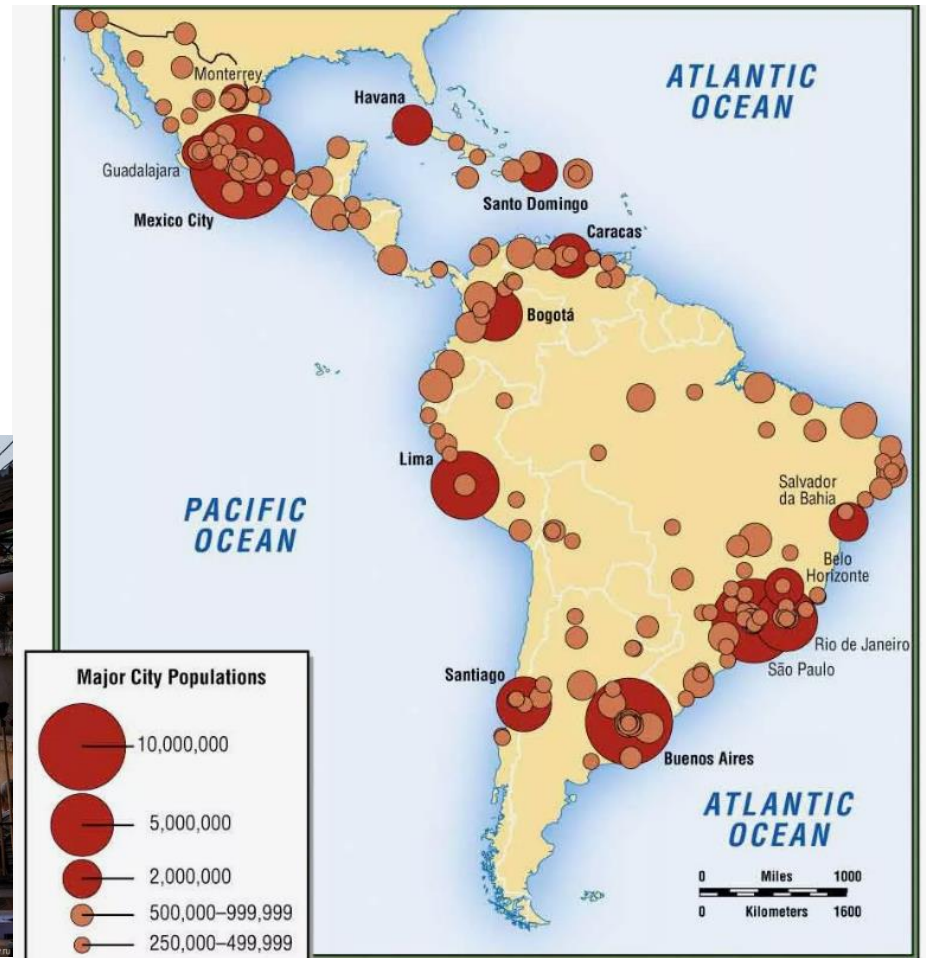 ATLANTIC
OCEAN
Monterrey
Havana
Guadalajara
Mexico City
Santo Domingo
Caracas
Bogotá
Lima
PACIFIC
OCEAN
Salvador
da Bahia
Belo
Horizonte
Rio de Janeiro
São Paulo
Santiago
Buenos Aires
ATLANTIC
OCEAN
0 Miles 1000
0 Kilometers 1600
Major City Populations
10,000,000
5,000,000
2,000,000
500,000–999,999
250,000–499,999